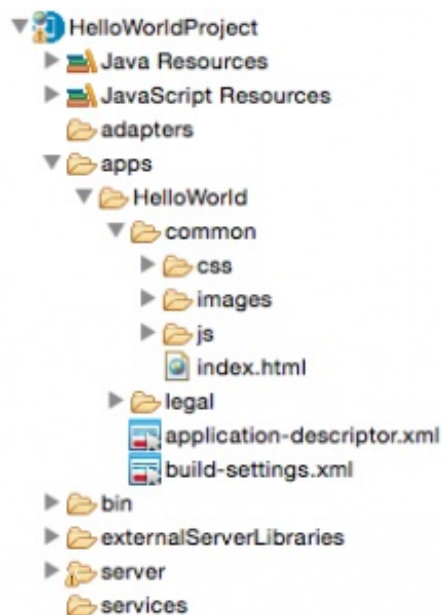 HelloWorldProject
Java Resources
JavaScript Resources
adapters
apps
HelloWorld
common
css
images
js
index.html
legal
application-descriptor.xml
build-settings.xml
bin
externalServerLibraries
server
services